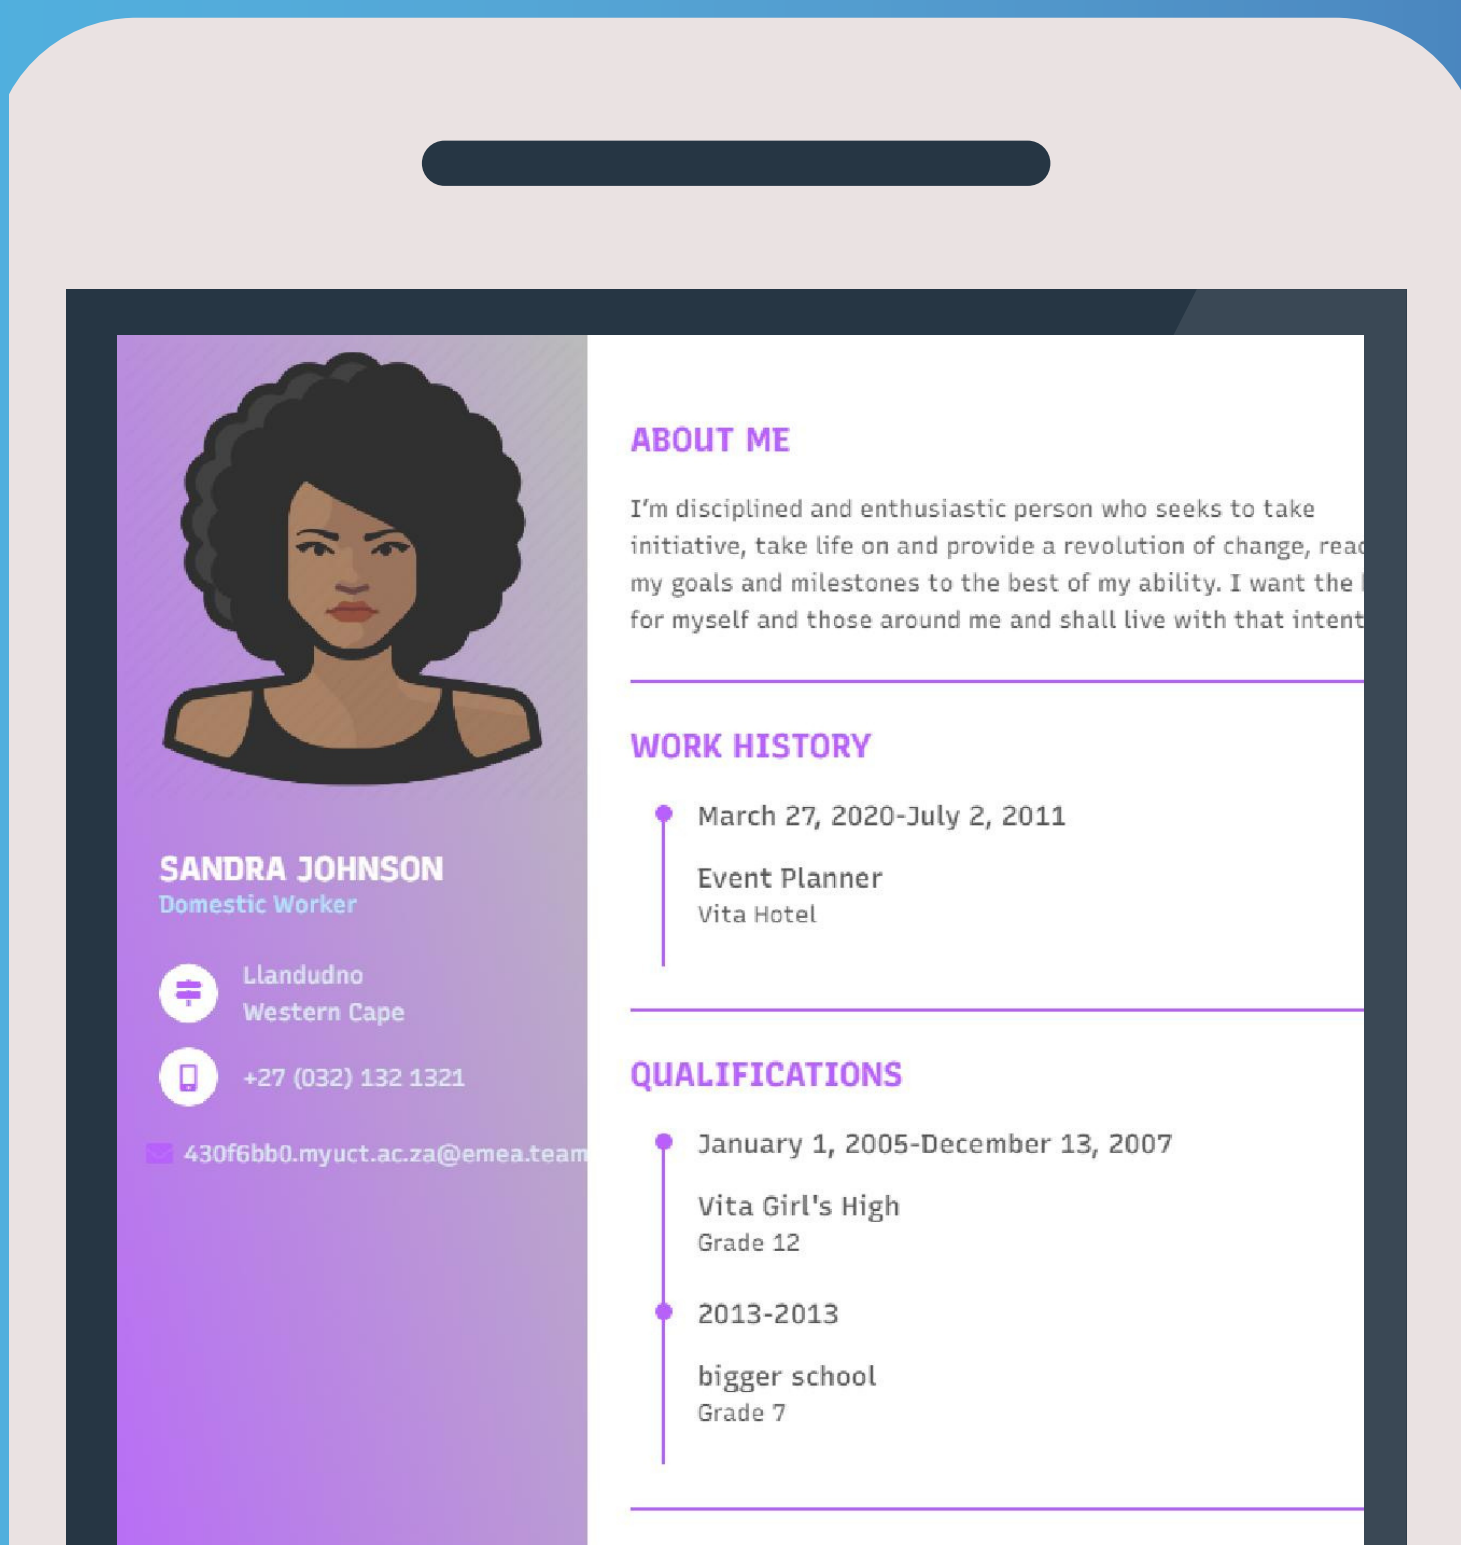 SANDRA JOHNSON
Domestic Worker
Llandudno
Western Cape
+27 (032) 132 1321
430f6bb0.myuct.ac.za@emea.team
ABOUT ME
I'm disciplined and enthusiastic person who seeks to take
initiative, take life on and provide a revolution of change,
my goals and milestones to the best of my ability. I want the
for myself and those around me and shall live with that intent
WORK HISTORY
March 27, 2020-July 2, 2011
Event Planner
Vita Hotel
QUALIFICATIONS
January 1, 2005-December 13, 2007
Vita Girl's High
Grade 12
2013-2013
bigger school
Grade 7